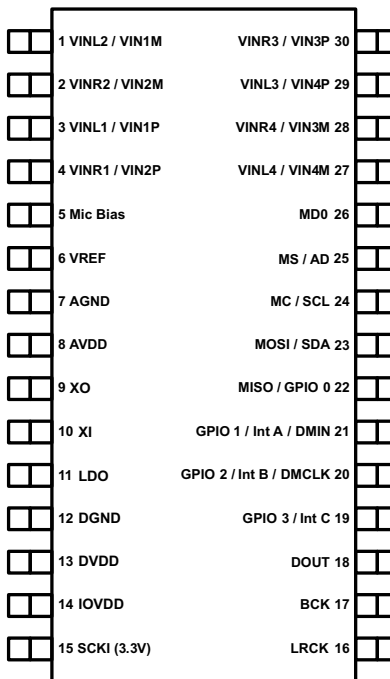 1 VINL2 / VIN1M
2 VINR2 / VIN2M
3 VINL1 / VIN1P
4 VINR1 / VIN2P
5 Mic Bias
6 VREF
7 AGND
8 AVDD
9 XO
10 XI
11 LDO
12 DGND
13 DVDD
14 IOVDD
15 SCKI (3.3V)
VINR3 / VIN3P 30
VINL3 / VIN4P 29
VINR4 / VIN3M 28
VINL4 / VIN4M 27
MD0 26
MS / AD 25
MC / SCL 24
MOSI / SDA 23
MISO / GPIO 0 22
GPIO 1 / Int A / DMIN 21
GPIO 2 / Int B / DMCLK 20
GPIO 3 / Int C 19
DOUT 18
BCK 17
LRCK 16